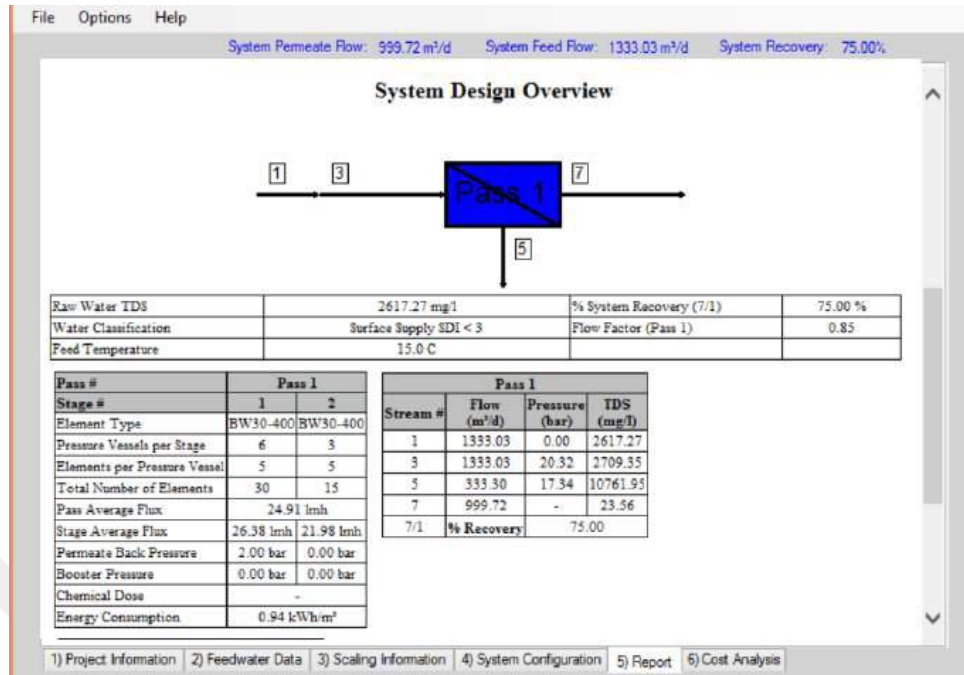 File Options Help
System Permeate Flow: 999.72 m³/d System Feed Flow: 1333.03 m³/d System Recovery: 75.00%
System Design Overview
1 3 Pass 1 7
5
Raw Water TDS 2617.27 mg/l % System Recovery (7/1) 75.00 %
Water Classification Surface Supply SDI < 3 Flow Factor (Pass 1) 0.85
Feed Temperature 15.0 C
Pass # Pass 1
Stage # 1 2
Element Type BW30-400 BW30-400
Pressure Vessels per Stage 6 3
Elements per Pressure Vessel 5 5
Total Number of Elements 30 15
Pass Average Flux 24.91 lmh
Stage Average Flux 26.38 lmh 21.98 lmh
Permeate Back Pressure 2.00 bar 0.00 bar
Booster Pressure 0.00 bar 0.00 bar
Chemical Dose -
Energy Consumption 0.94 kWh/m³
Pass 1
Stream # Flow (m³/d) Pressure (bar) TDS (mg/l)
1 1333.03 0.00 2617.27
3 1333.03 20.32 2709.35
5 333.30 17.34 10761.95
7 999.72 - 23.56
7/1 % Recovery 75.00
1) Project Information 2) Feedwater Data 3) Scaling Information 4) System Configuration 5) Report 6) Cost Analysis